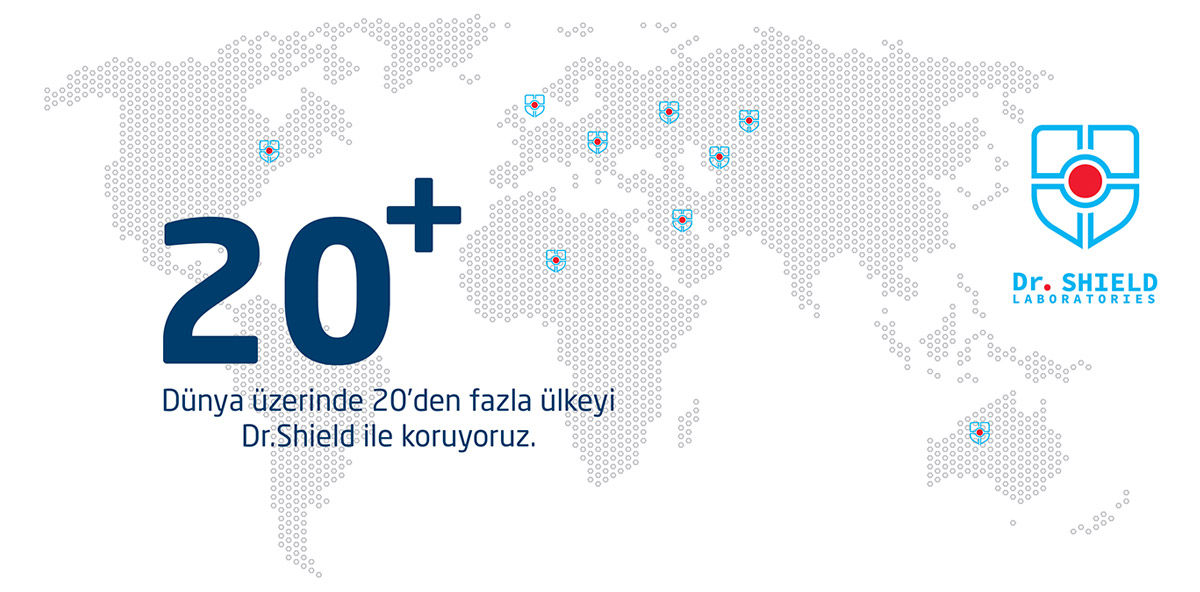 20+
Dünya üzerinde 20’den fazla ülkeyi
Dr.Shield ile koruyoruz.
Dr. SHIELD
LABORATORIES